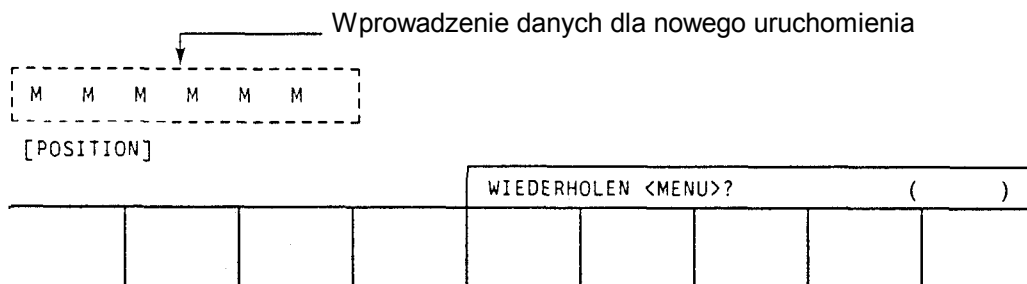 Wprowadzenie danych dla nowego uruchomienia
M M M M M M
[POSITION]
WIEDERHOLEN <MENU>? ( )